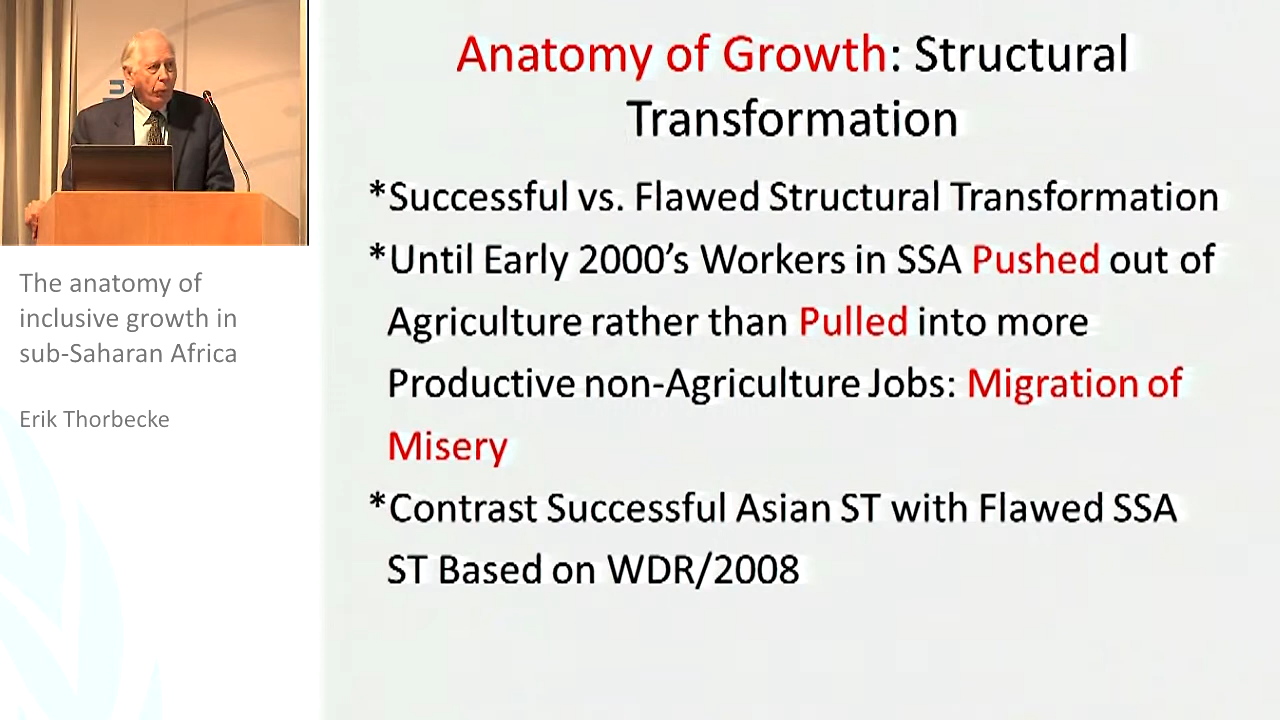 Anatomy of Growth: Structural
Transformation
*Successful vs. Flawed Structural Transformation
*Until Early 2000's Workers in SSA Pushed out of
Agriculture rather than Pulled into more
Productive non-Agriculture Jobs: Migration of
Misery
*Contrast Successful Asian ST with Flawed SSA
ST Based on WDR/2008
The anatomy of
inclusive growth in
sub-Saharan Africa
Erik Thorbecke